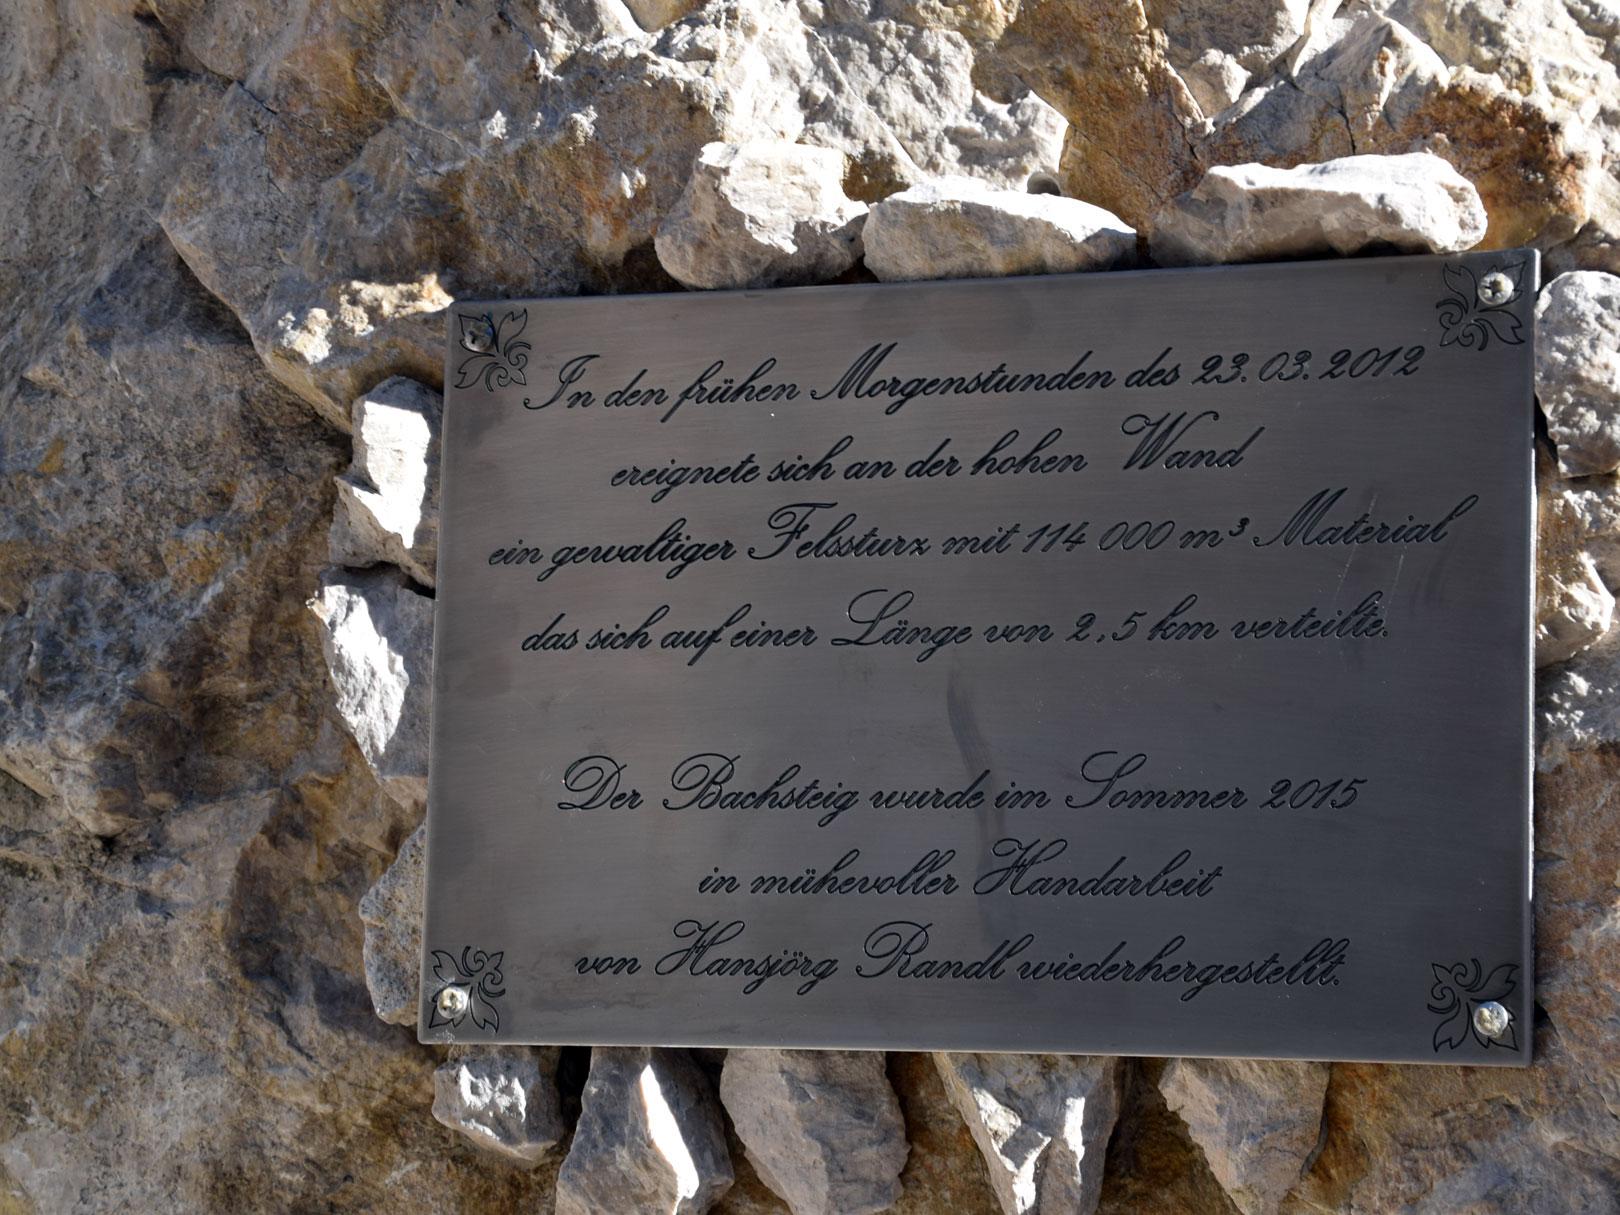 In den frühen Morgenstunden des 23.03.2012
ereignete sich an der hohen Wand
ein gewaltiger Felssturz mit 114 000 m³ Material
das sich auf einer Länge von 2,5 km verteilte.
Der Bachsteig wurde im Sommer 2015
in mühevoller Handarbeit
von Hansjörg Randl wiederhergestellt.